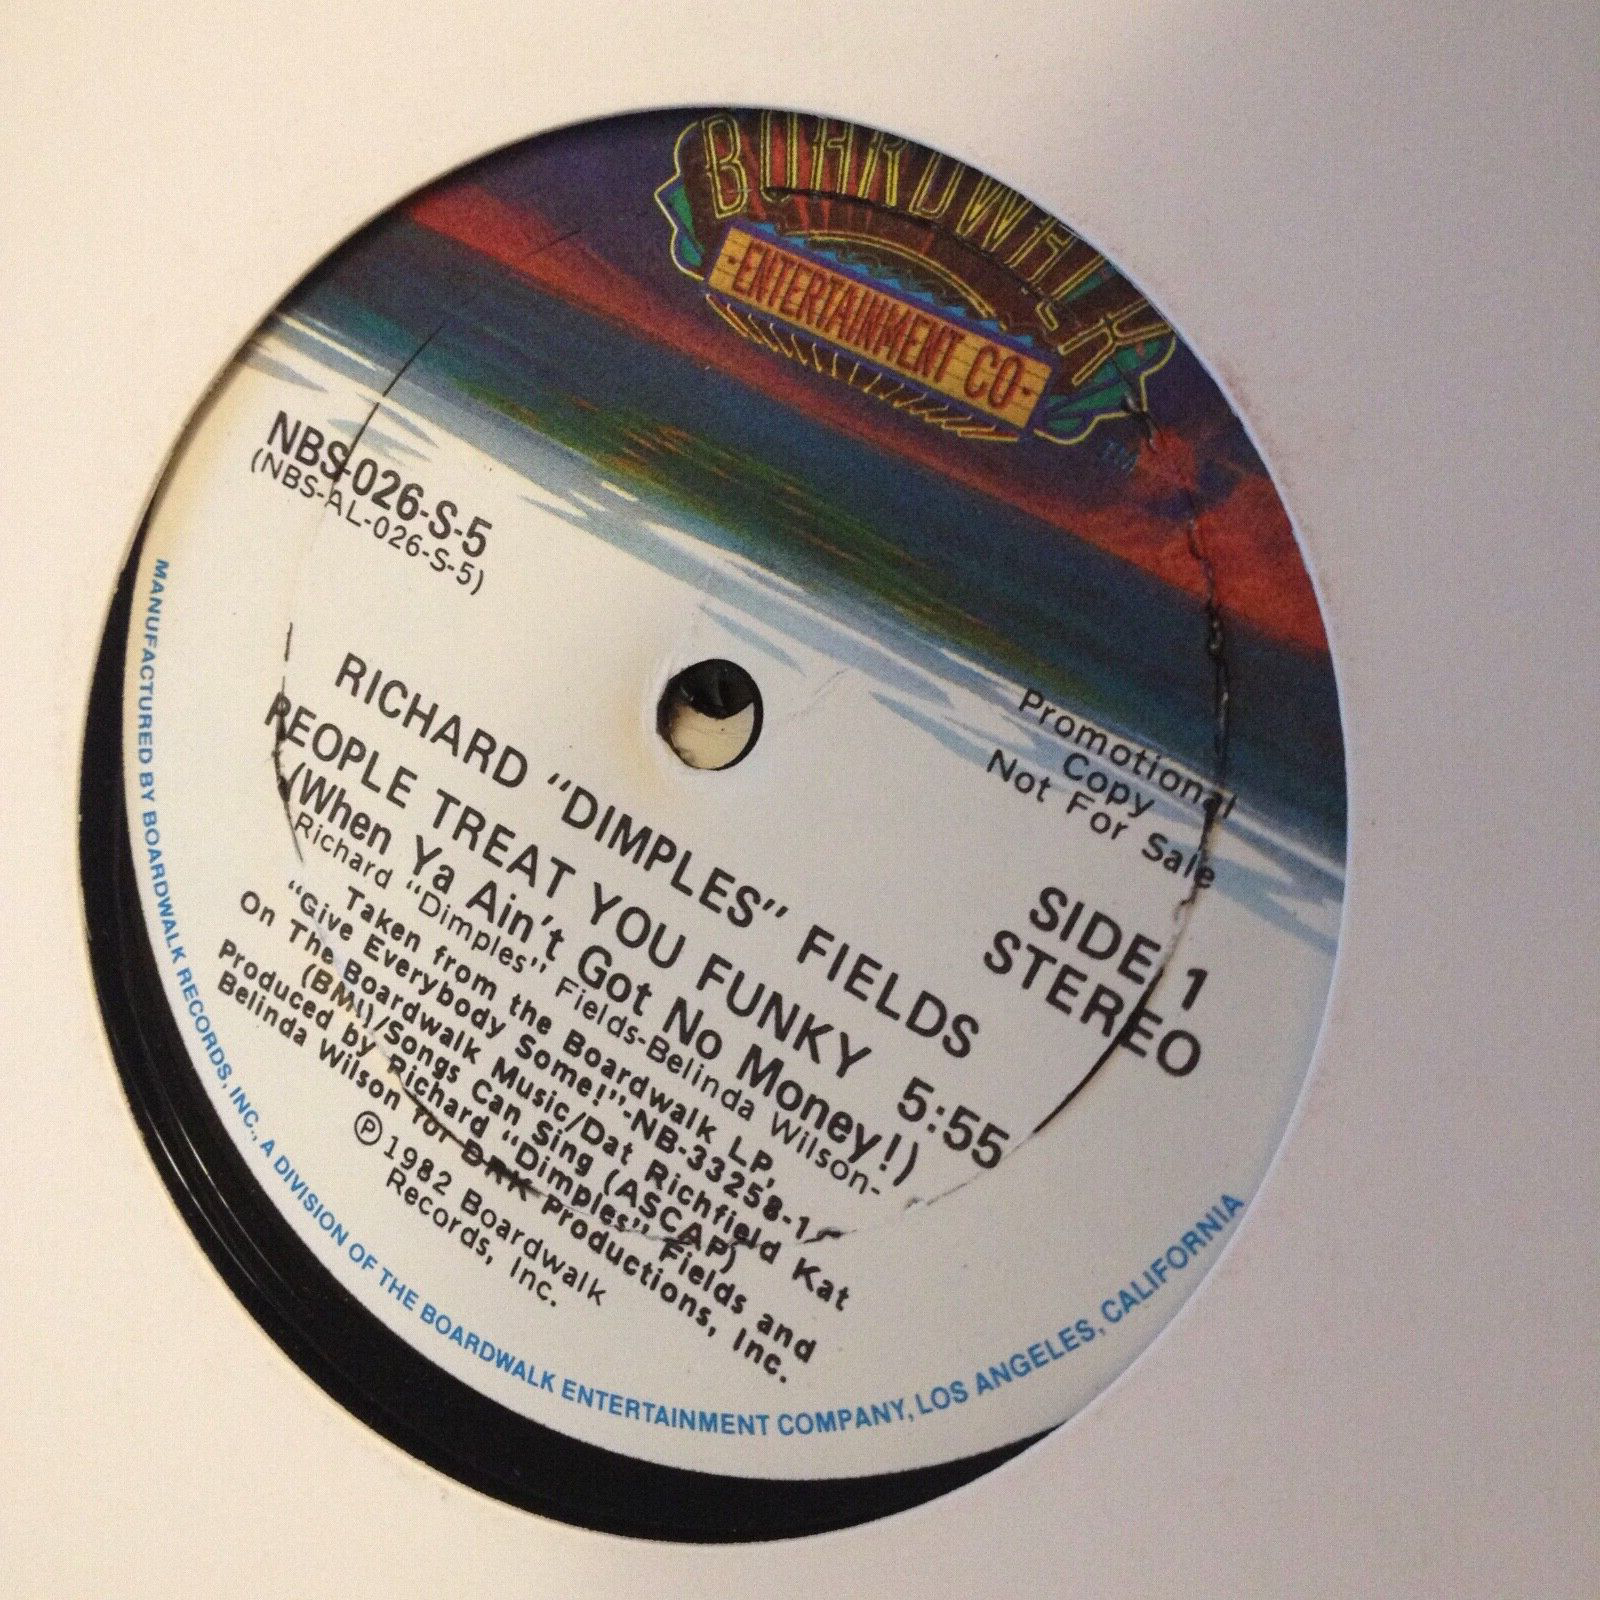 BOARDWALK
-ENTERTAINMENT CO-
TM
NBS-026-S-5
(NBS-AL-026-S-5)
Promotional
Copy
Not For Sale
SIDE 1
STEREO
RICHARD "DIMPLES" FIELDS
PEOPLE TREAT YOU FUNKY 5:55
(When Ya Ain't Got No Money!)
Richard "Dimples" Fields-Belinda Wilson-
Taken from the Boardwalk LP,
"Give Everybody Some!"-NB-33258-1
On The Boardwalk Music/Dat Richfield Kat
(BMI)/Songs Can Sing (ASCAP)
Produced by Richard "Dimples" Fields and
Belinda Wilson for DRK Productions, Inc.
Ⓟ 1982 Boardwalk
Records, Inc.
MANUFACTURED BY BOARDWALK RECORDS, INC., A DIVISION OF THE BOARDWALK ENTERTAINMENT COMPANY, LOS ANGELES, CALIFORNIA